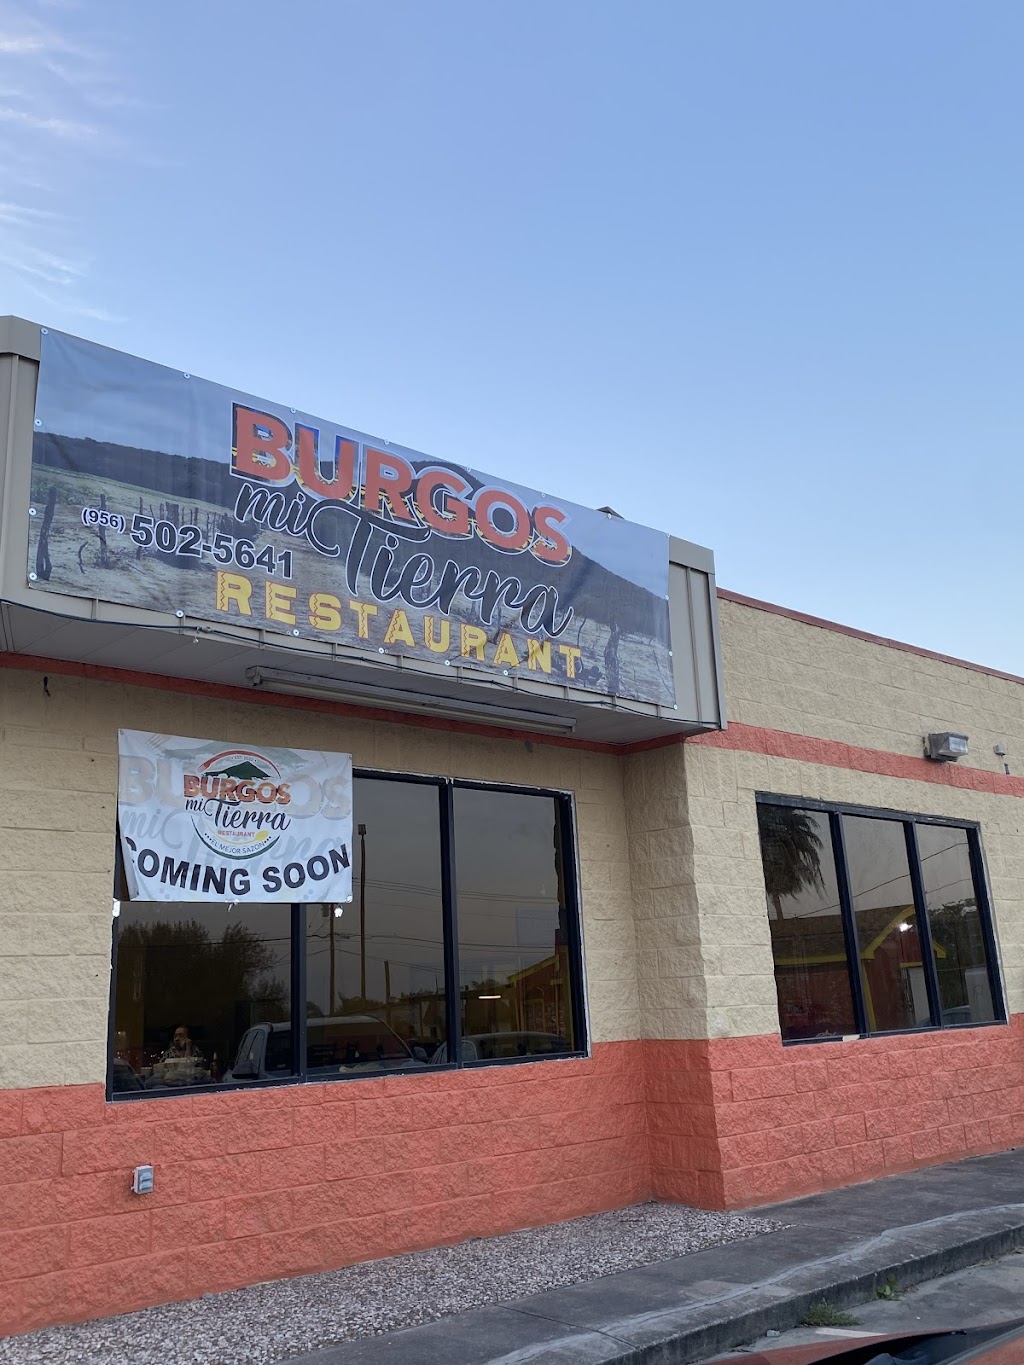 BURGOS
mi Tierra
(956) 502-5641
RESTAURANT
BURGOS
mi Tierra
RESTAURANT
EL MEJOR SAZON
COMING SOON